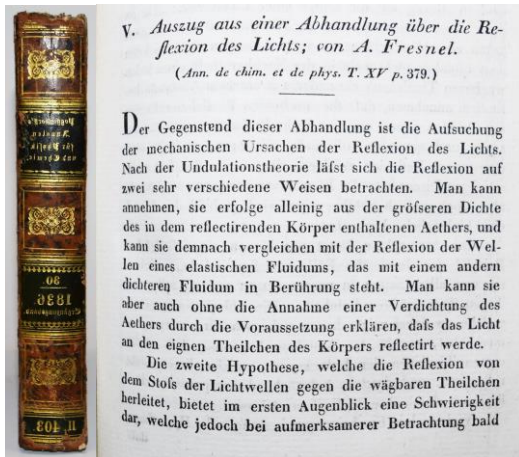 30.
1836.
II. 403.
V. Auszug aus einer Abhandlung über die Re-
flexion des Lichts; von A. Fresnel.
(Ann. de chim. et de phys. T. XV p. 379.)
Der Gegenstend dieser Abhandlung ist die Aufsuchung
der mechanischen Ursachen der Reflexion des Lichts.
Nach der Undulationstheorie läſst sich die Reflexion auf
zwei sehr verschiedene Weisen betrachten. Man kann
annehmen, sie erfolge alleinig aus der gröſseren Dichte
des in dem reflectirenden Körper enthaltenen Aethers, und
kann sie demnach vergleichen mit der Reflexion der Wel-
len eines elastischen Fluidums, das mit einem andern
dichteren Fluidum in Berührung steht. Man kann sie
aber auch ohne die Annahme einer Verdichtung des
Aethers durch die Voraussetzung erklären, daſs das Licht
an den eignen Theilchen des Körpers reflectirt werde.
Die zweite Hypothese, welche die Reflexion von
dem Stoſs der Lichtwellen gegen die wägbaren Theilchen
herleitet, bietet im ersten Augenblick eine Schwierigkeit
dar, welche jedoch bei aufmerksamerer Betrachtung bald